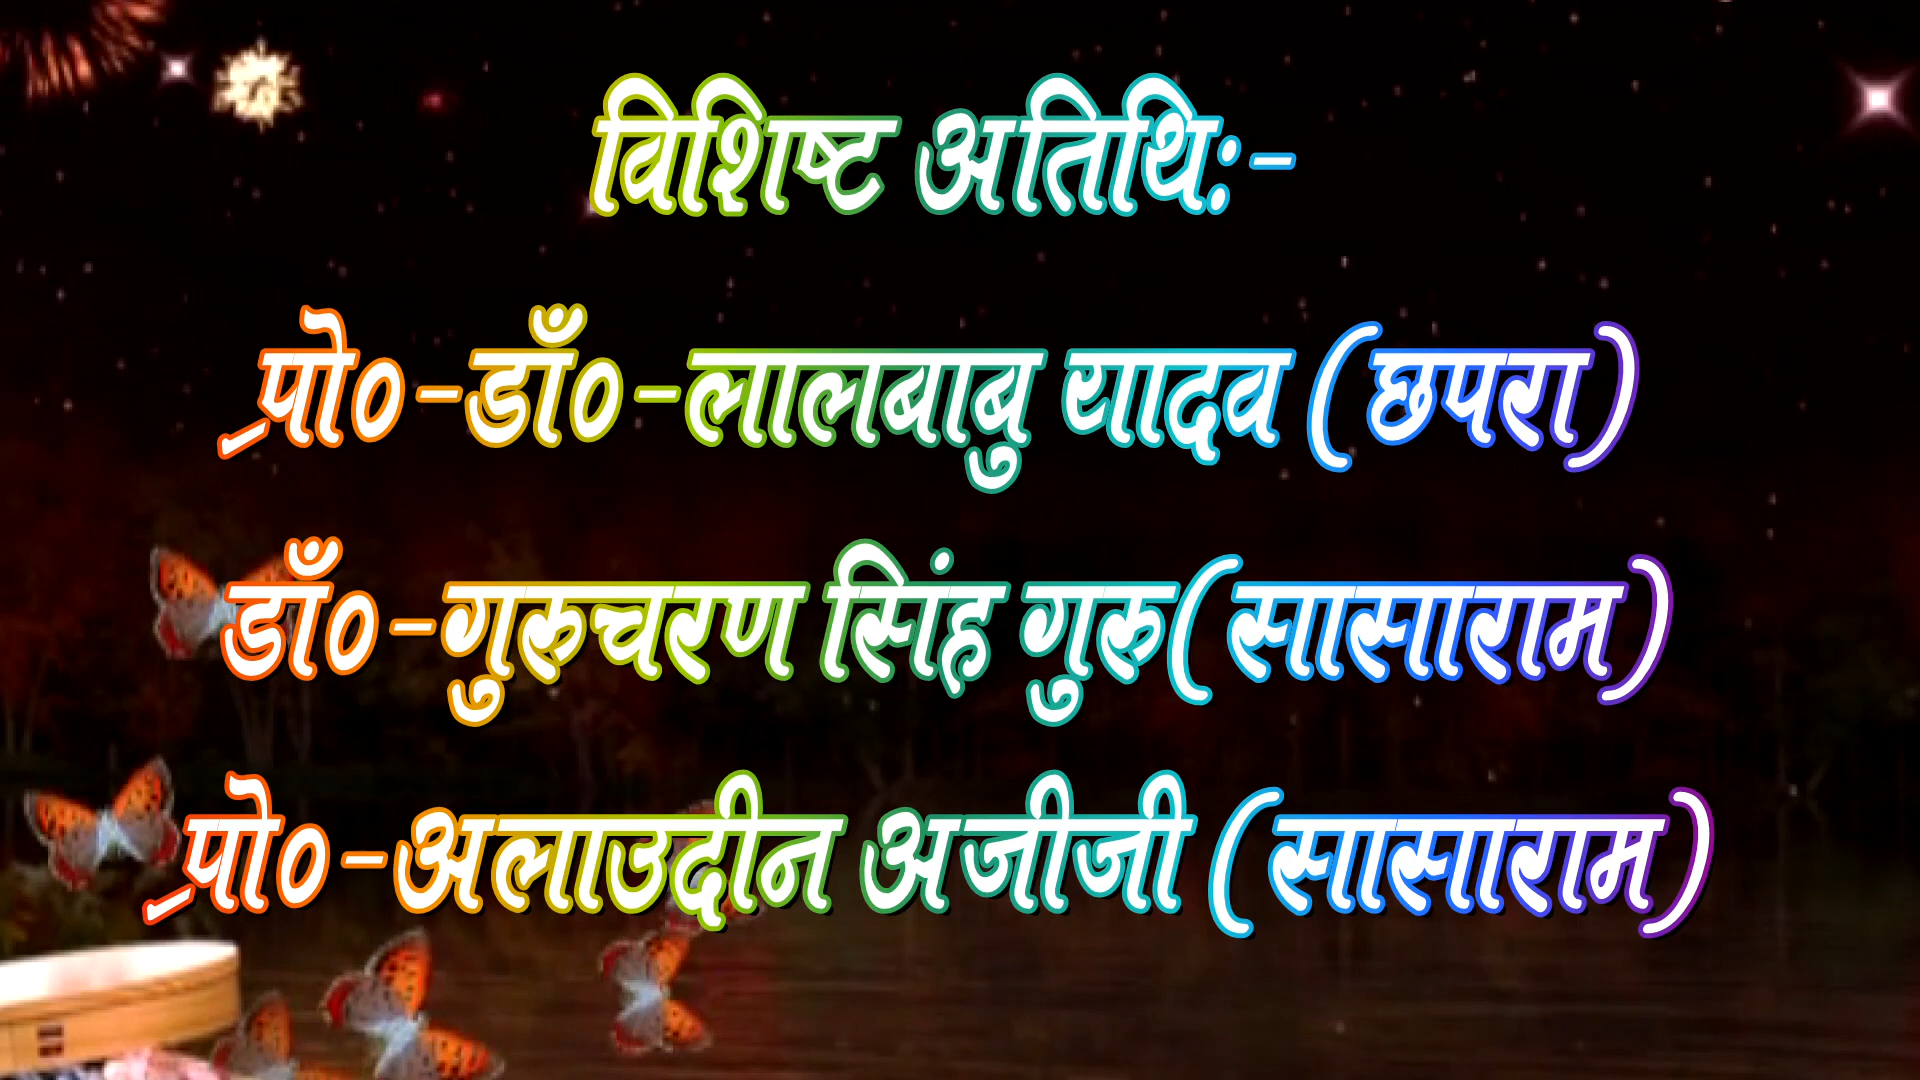 विशिष्ट अतिथि:-
प्रो०-डॉं०-लालबाबु यादव (छपरा)
डॉं०-गुरुचरण सिंह गुरु(सासाराम)
प्रो०-अलाउदीन अजीजी (सासाराम)